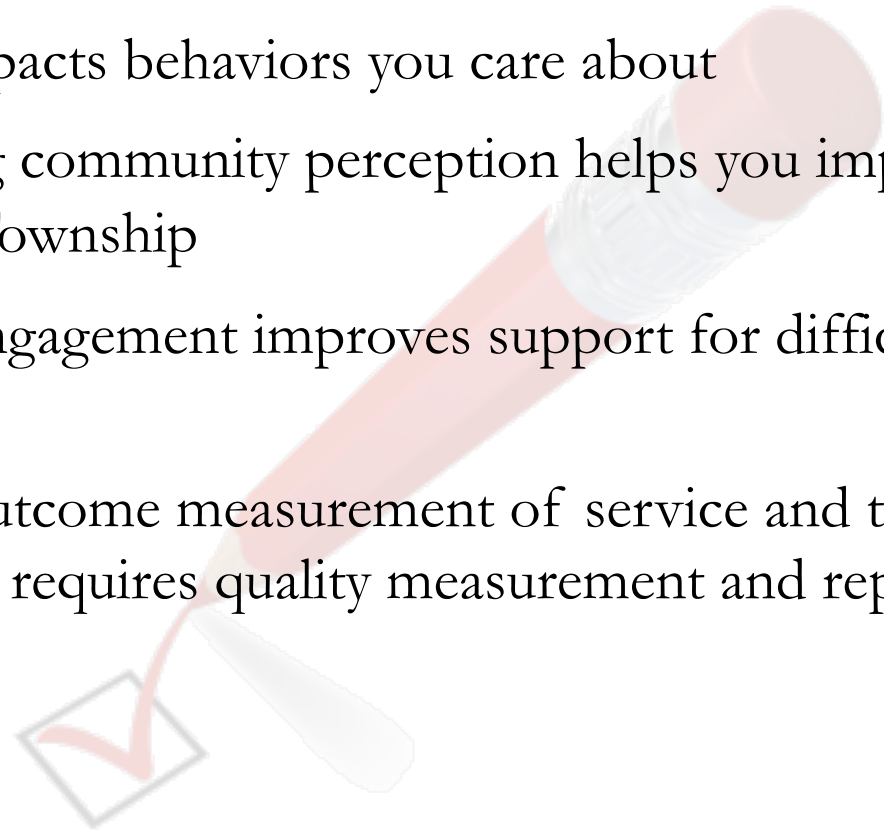 pacts behaviors you care about
g community perception helps you imp
ownship
ngagement improves support for diffic
utcome measurement of service and t
requires quality measurement and rep